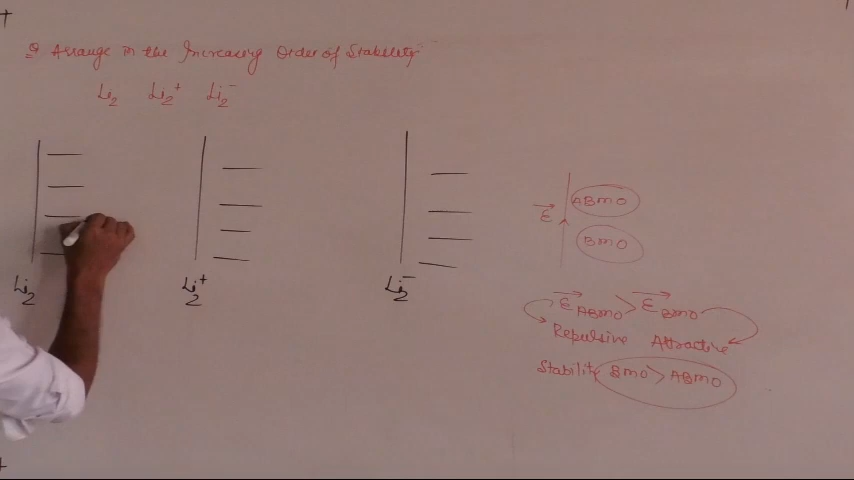 Q Arrange in the Increasing Order of Stability
Li₂ Li₂⁺ Li₂⁻
ABMO
E
BMO
E ABMO > E BMO
Repulsive Attractive
Stability BMO > ABMO
Li₂ Li₂⁺ Li₂⁻